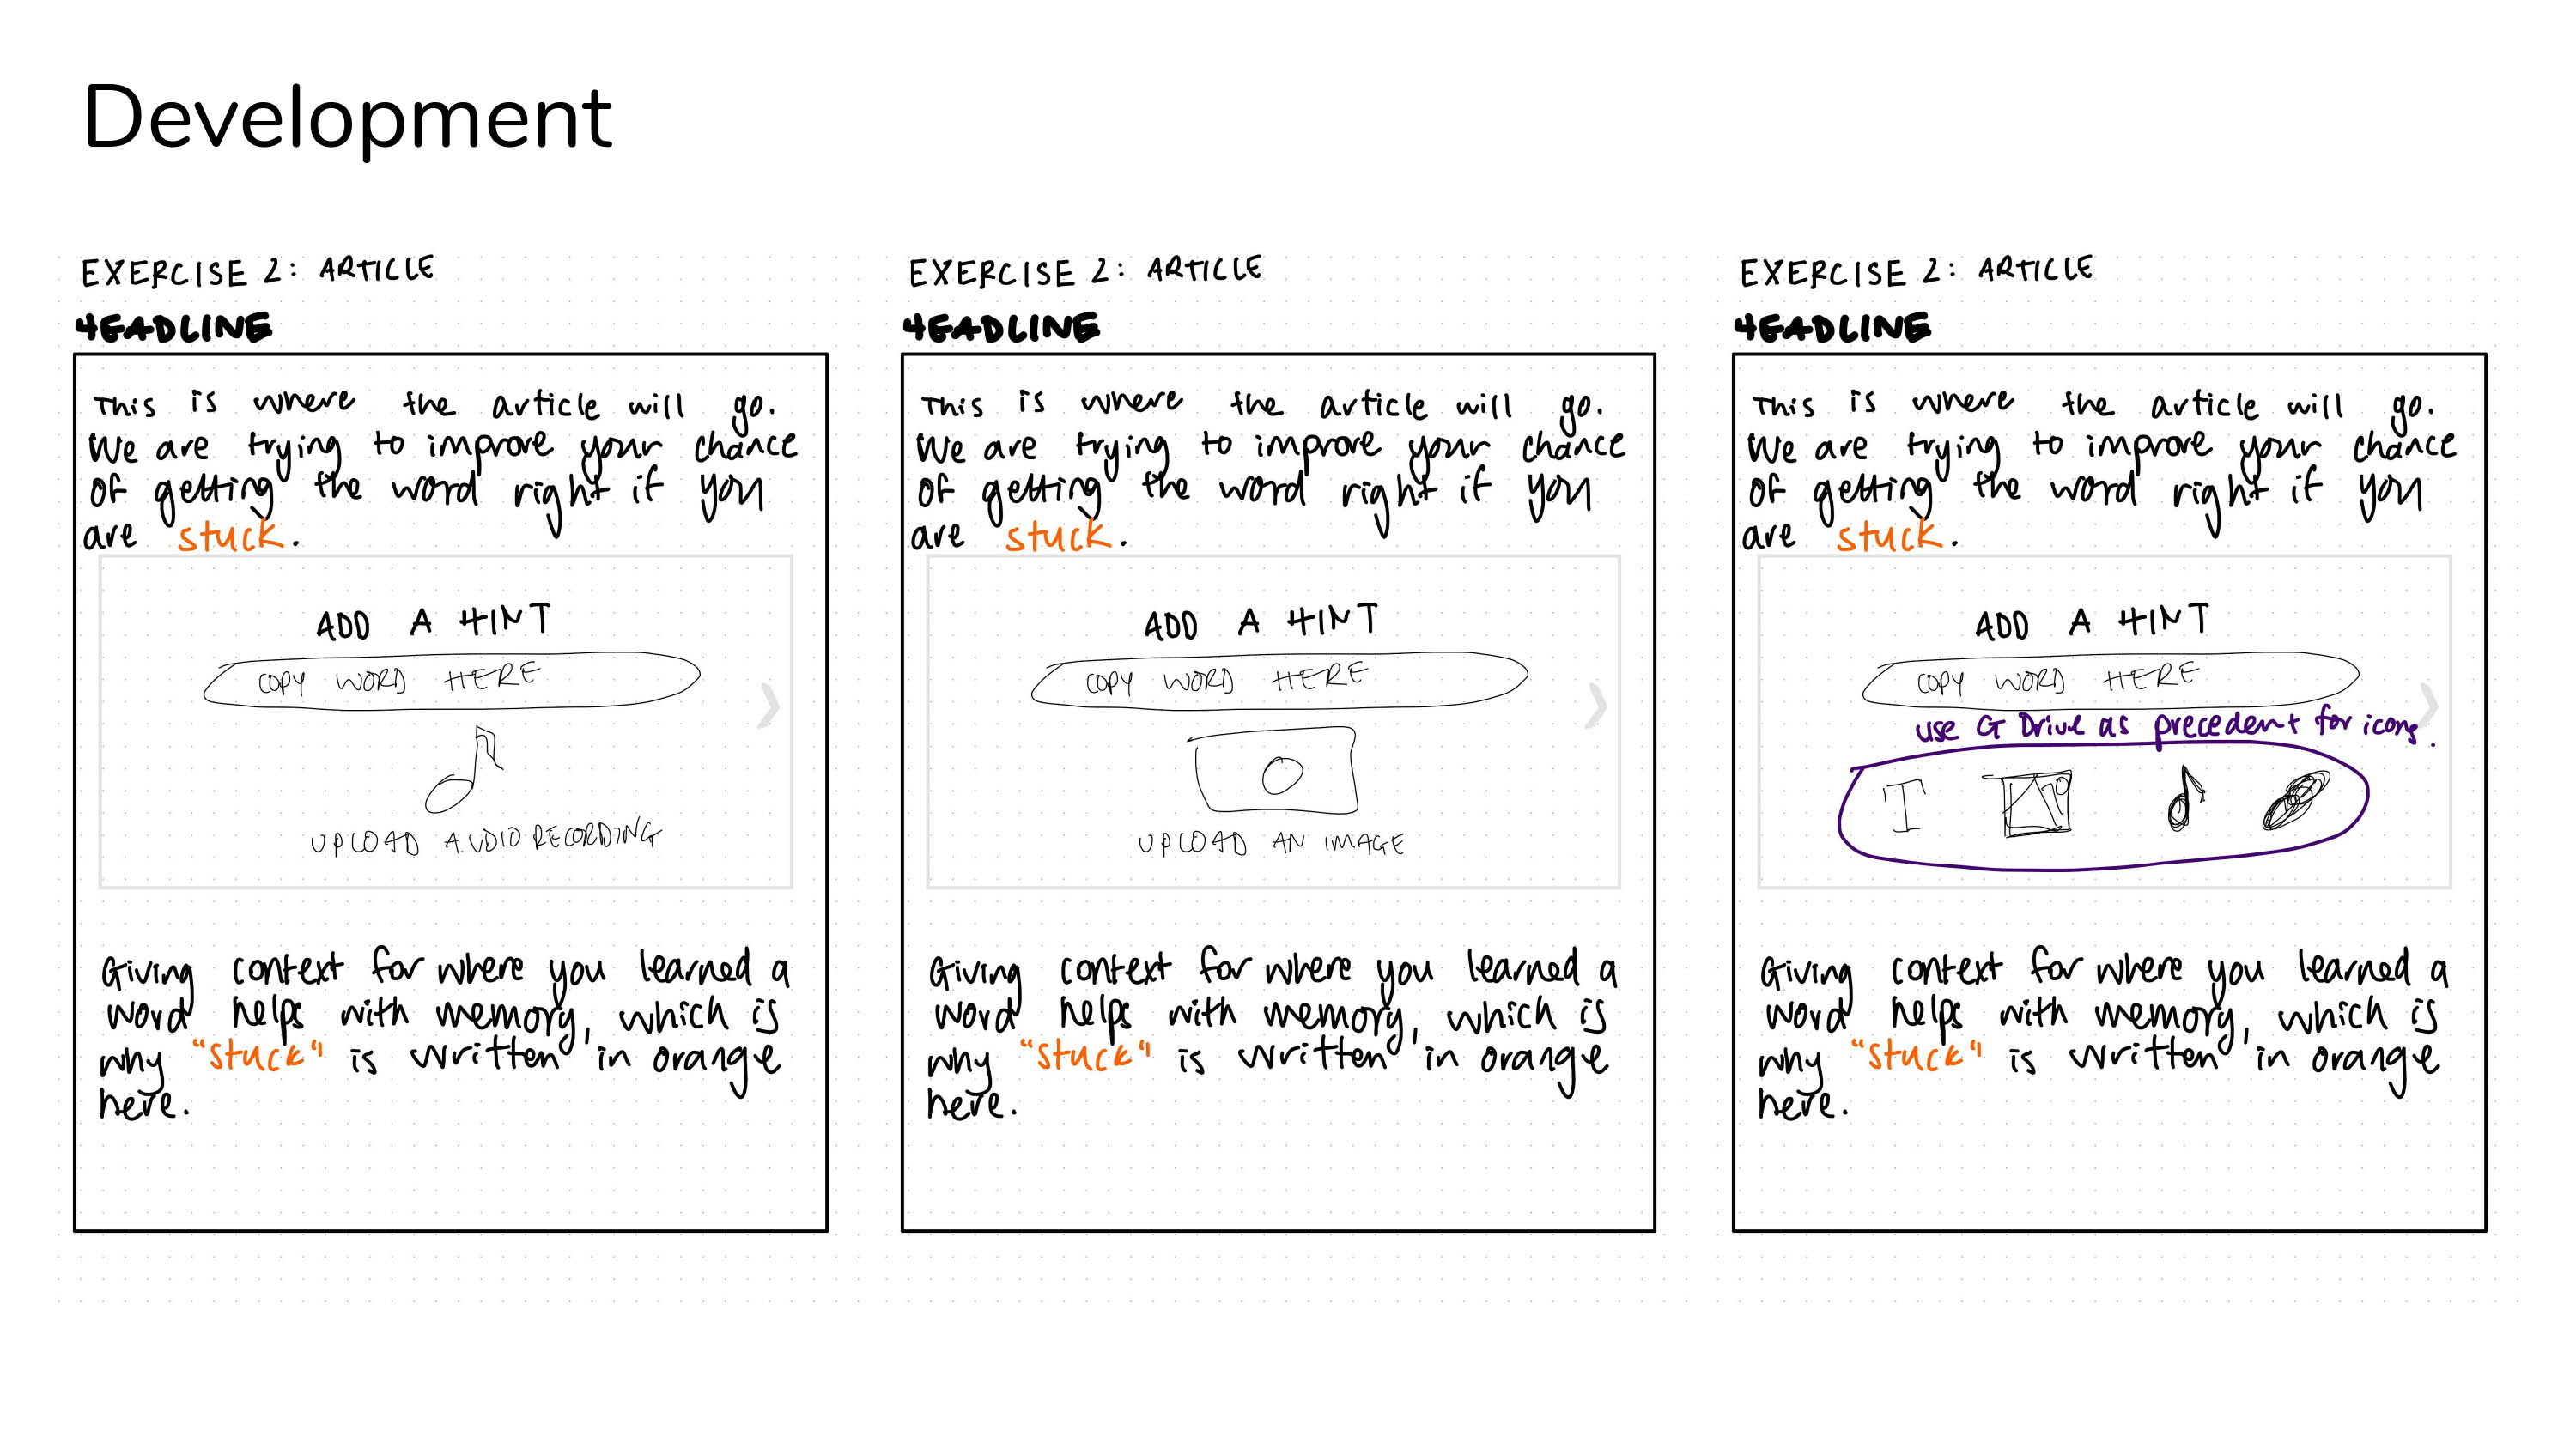 Development
EXERCISE 2: ARTICLE
HEADLINE
This is where the article will go.
We are trying to improve your chance
of getting the word right if you
are stuck.
ADD A HINT
COPY WORD HERE
UPLOAD AUDIO RECORDING
Giving context for where you learned a
word helps with memory, which is
why "stuck" is written in orange
here.
EXERCISE 2: ARTICLE
HEADLINE
This is where the article will go.
We are trying to improve your chance
of getting the word right if you
are stuck.
ADD A HINT
COPY WORD HERE
UPLOAD AN IMAGE
Giving context for where you learned a
word helps with memory, which is
why "stuck" is written in orange
here.
EXERCISE 2: ARTICLE
HEADLINE
This is where the article will go.
We are trying to improve your chance
of getting the word right if you
are stuck.
ADD A HINT
COPY WORD HERE
use G Drive as precedent for icons.
T
Giving context for where you learned a
word helps with memory, which is
why "stuck" is written in orange
here.